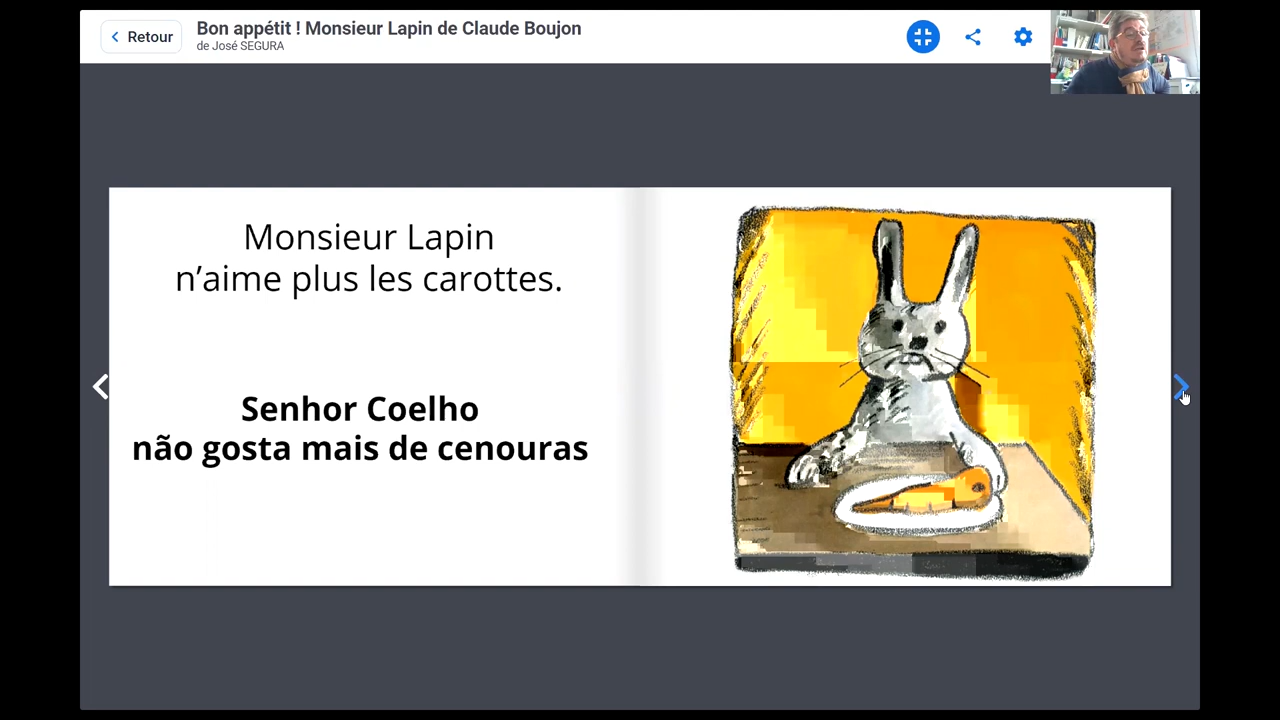 Retour
Bon appétit ! Monsieur Lapin de Claude Boujon
de José SEGURA
Monsieur Lapin
n’aime plus les carottes.
Senhor Coelho
não gosta mais de cenouras